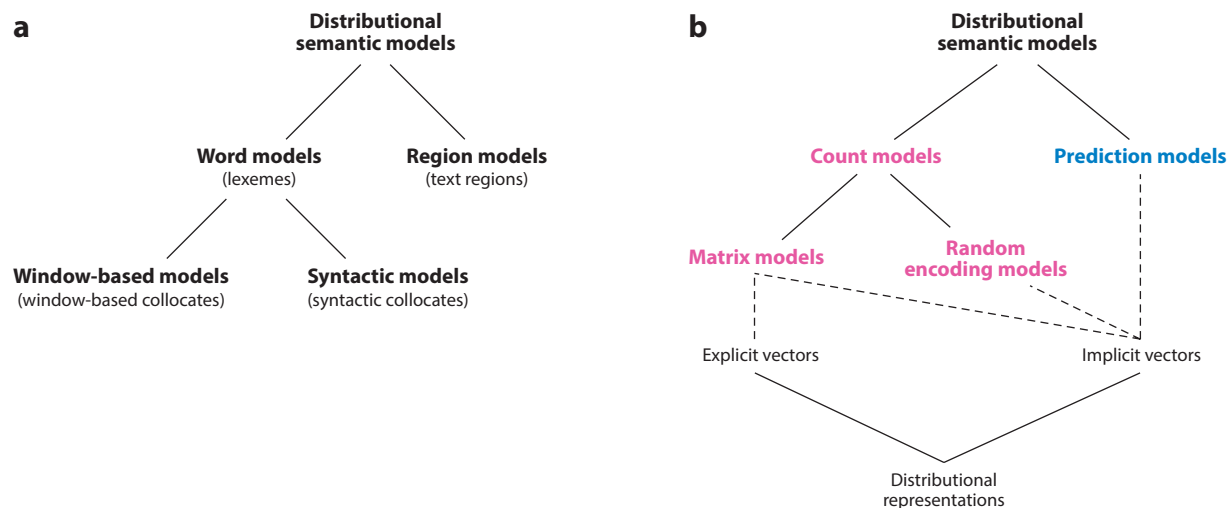 a
Distributional
semantic models
Word models
(lexemes)
Region models
(text regions)
Window-based models
(window-based collocates)
Syntactic models
(syntactic collocates)
b
Distributional
semantic models
Count models
Prediction models
Matrix models
Random
encoding models
Explicit vectors
Implicit vectors
Distributional
representations